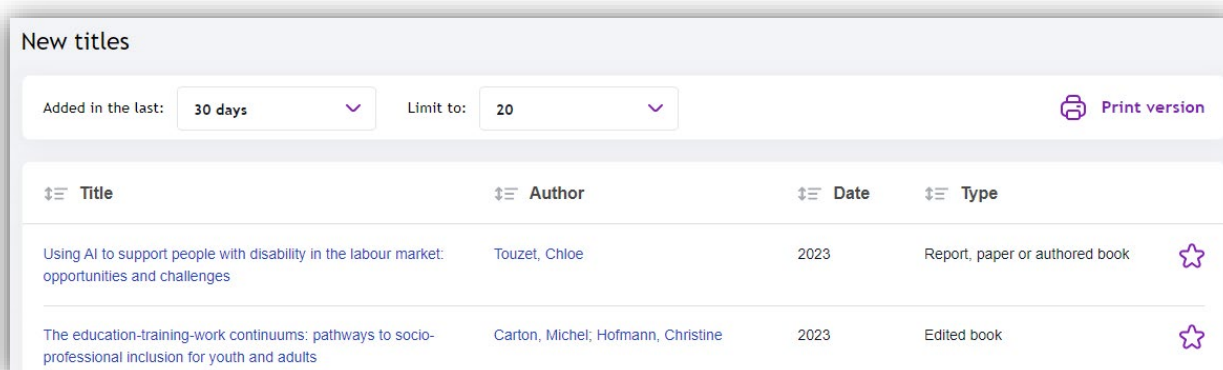 New titles
Added in the last: 30 days Limit to: 20 Print version
Title Author Date Type
Using AI to support people with disability in the labour market: Touzet, Chloe 2023 Report, paper or authored book
opportunities and challenges
The education-training-work continuums: pathways to socio- Carton, Michel; Hofmann, Christine 2023 Edited book
professional inclusion for youth and adults